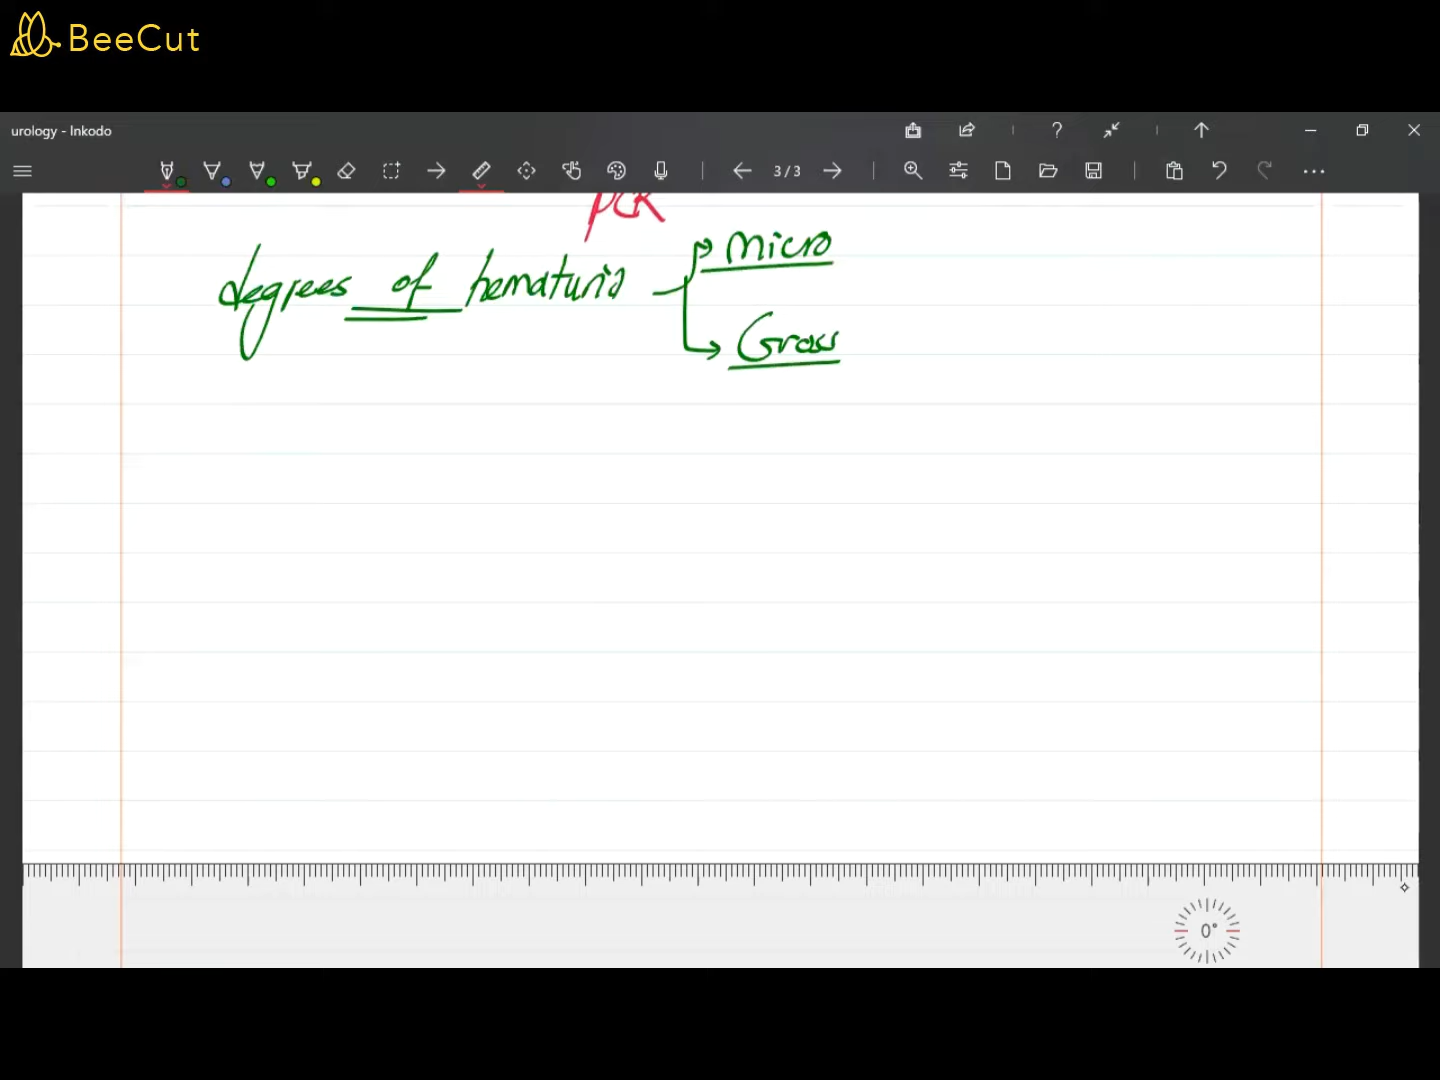 BeeCut
urology - Inkodo
3/3
PCR
degrees of hematuria → Micro
→ Gross
0°